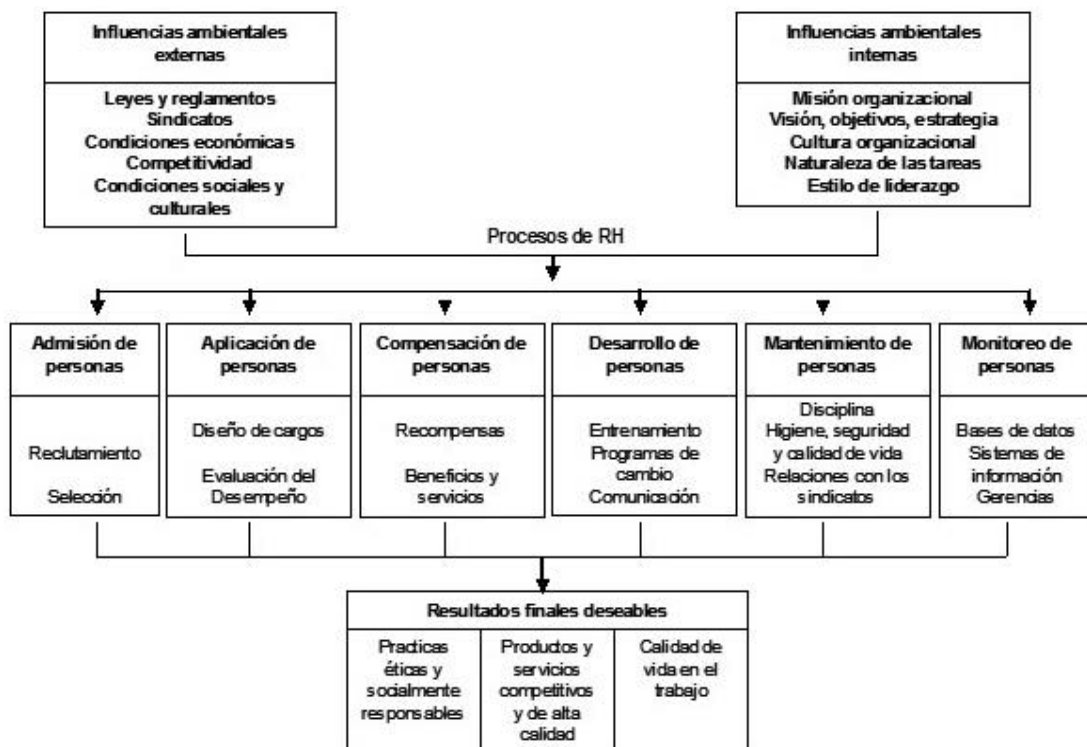 Influencias ambientales
externas
Leyes y reglamentos
Sindicatos
Condiciones económicas
Competitividad
Condiciones sociales y
culturales
Influencias ambientales
internas
Misión organizacional
Visión, objetivos, estrategia
Cultura organizacional
Naturaleza de las tareas
Estilo de liderazgo
Procesos de RH
Admisión de
personas
Reclutamiento
Selección
Aplicación de
personas
Diseño de cargos
Evaluación del
Desempeño
Compensación de
personas
Recompensas
Beneficios y
servicios
Desarrollo de
personas
Entrenamiento
Programas de
cambio
Comunicación
Mantenimiento de
personas
Disciplina
Higiene, seguridad
y calidad de vida
Relaciones con los
sindicatos
Monitoreo de
personas
Bases de datos
Sistemas de
información
Gerencias
Resultados finales deseables
Practicas
éticas y
socialmente
responsables
Productos y
servicios
competitivos
y de alta
calidad
Calidad de
vida en el
trabajo